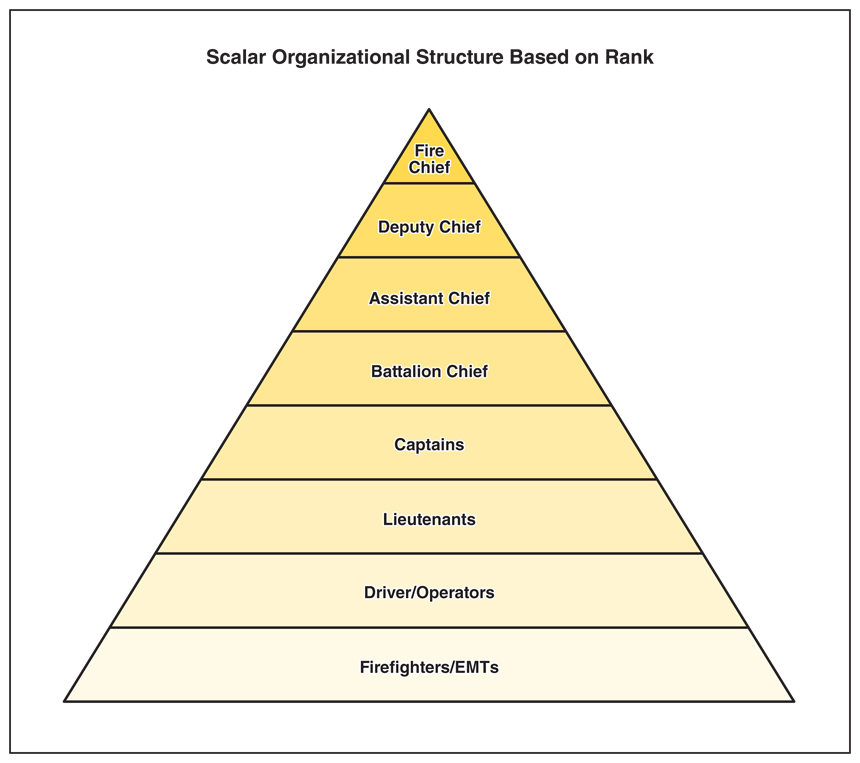 Scalar Organizational Structure Based on Rank
Fire
Chief
Deputy Chief
Assistant Chief
Battalion Chief
Captains
Lieutenants
Driver/Operators
Firefighters/EMTs